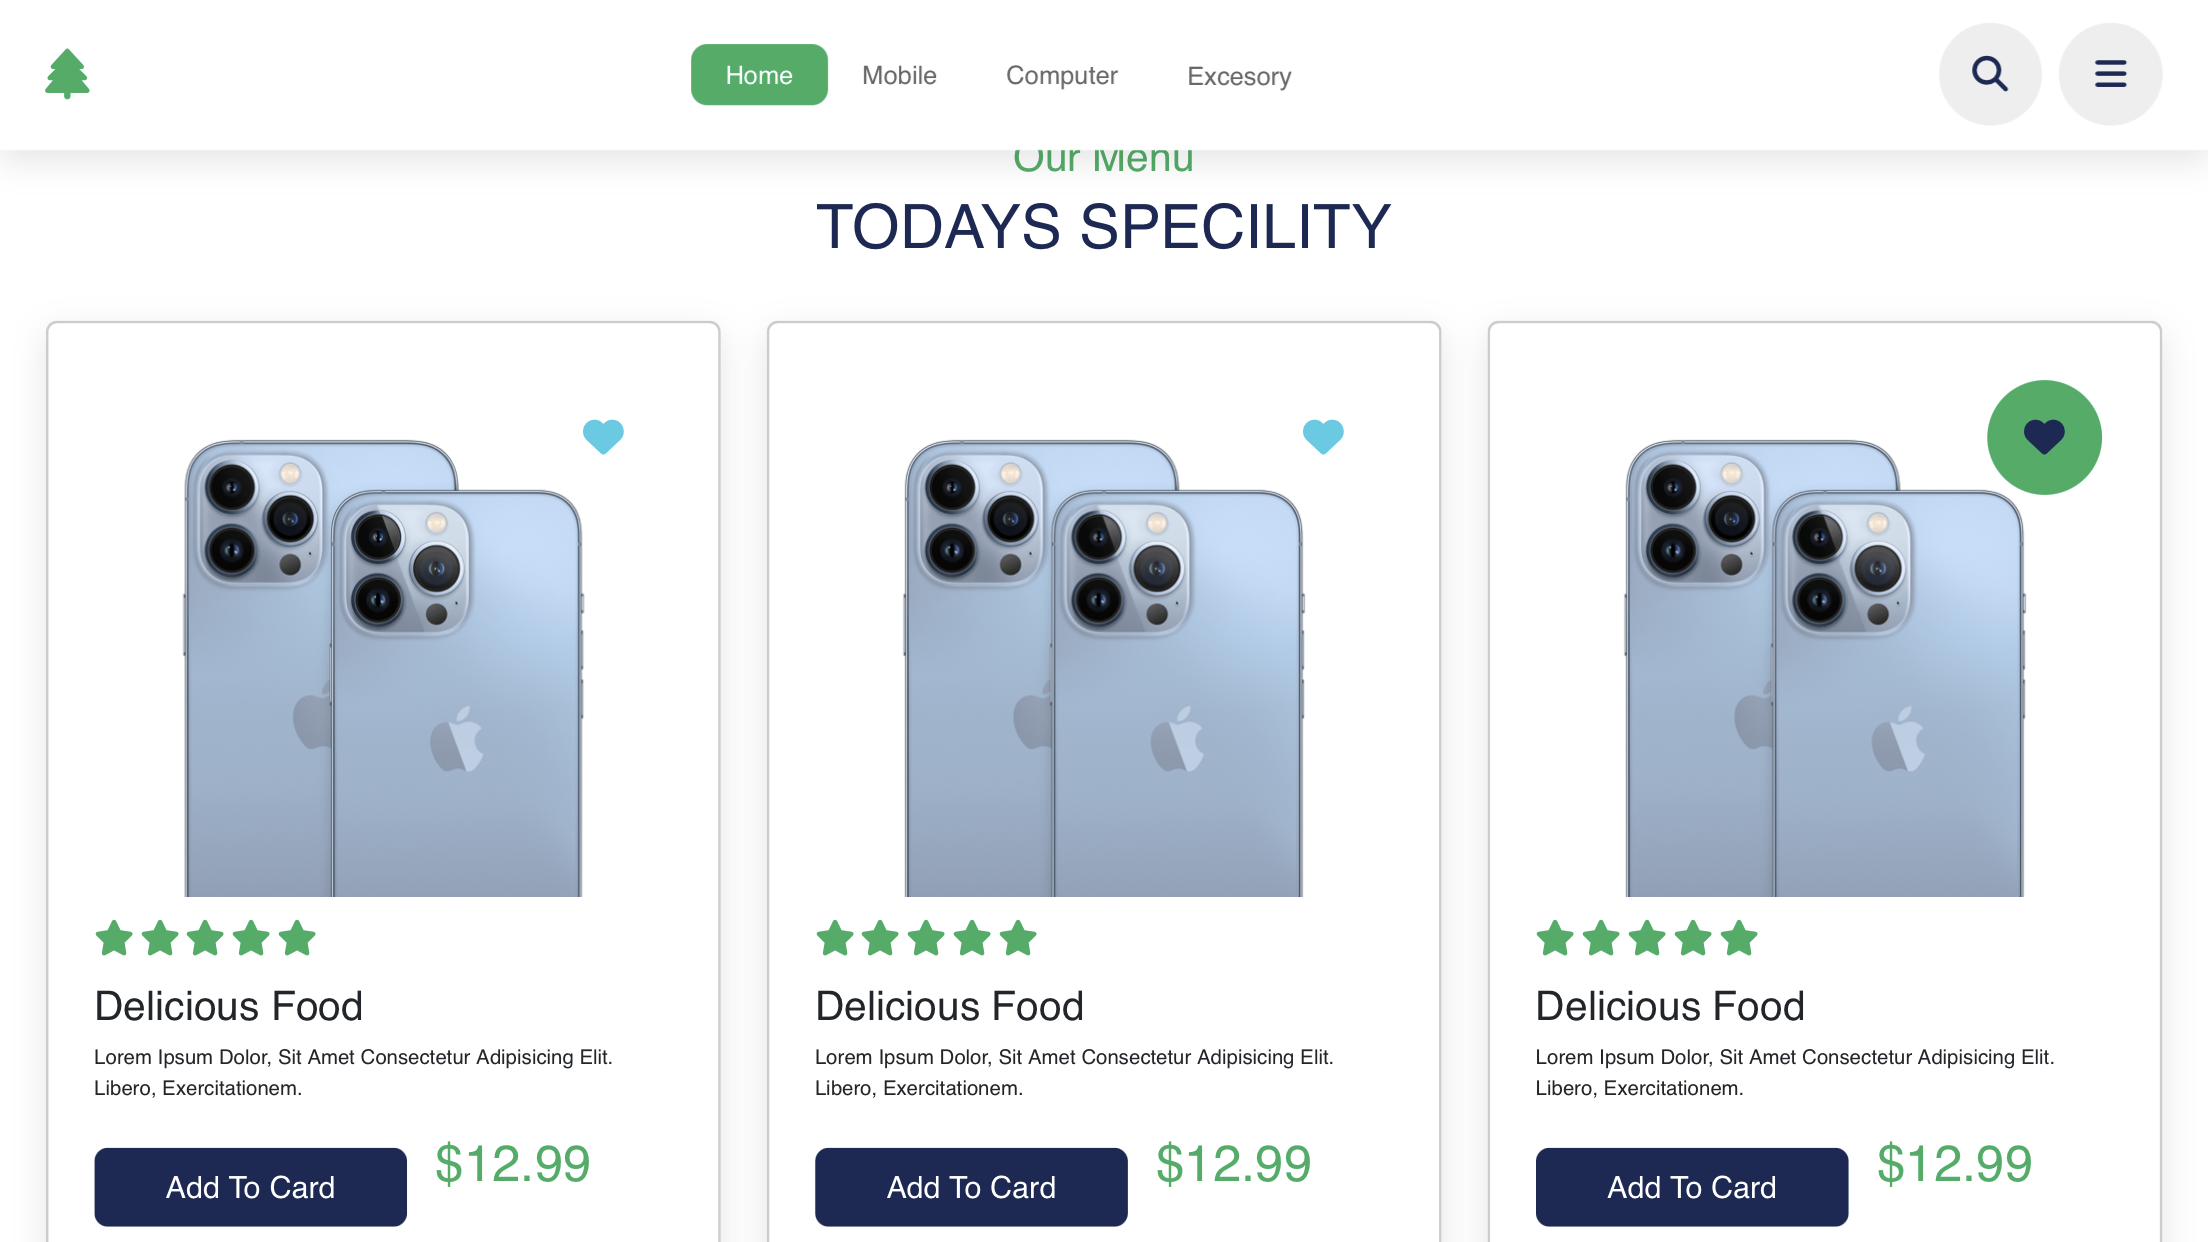 Home
Mobile
Computer
Excesory
Our Menu
TODAYS SPECILITY
Delicious Food
Lorem Ipsum Dolor, Sit Amet Consectetur Adipisicing Elit.
Libero, Exercitationem.
Add To Card
$12.99
Delicious Food
Lorem Ipsum Dolor, Sit Amet Consectetur Adipisicing Elit.
Libero, Exercitationem.
Add To Card
$12.99
Delicious Food
Lorem Ipsum Dolor, Sit Amet Consectetur Adipisicing Elit.
Libero, Exercitationem.
Add To Card
$12.99